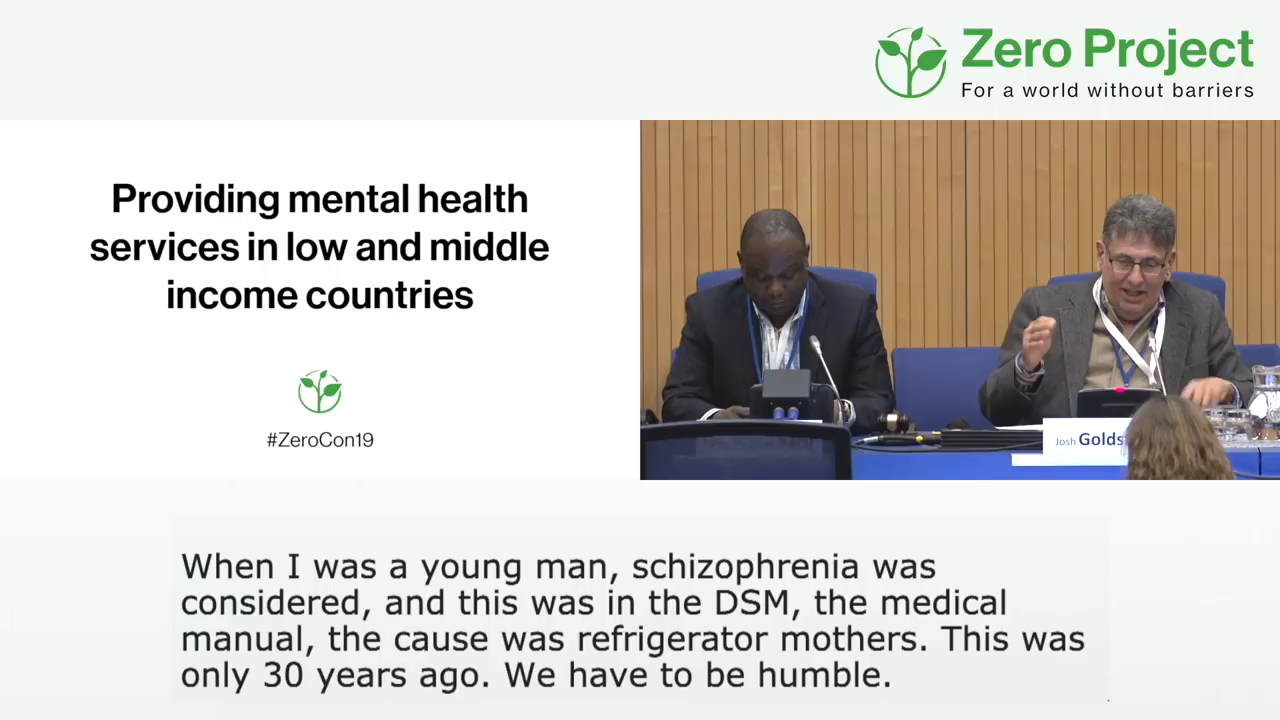 Zero Project
For a world without barriers
Providing mental health
services in low and middle
income countries
#ZeroCon19
Josh Golds
When I was a young man, schizophrenia was
considered, and this was in the DSM, the medical
manual, the cause was refrigerator mothers. This was
only 30 years ago. We have to be humble.